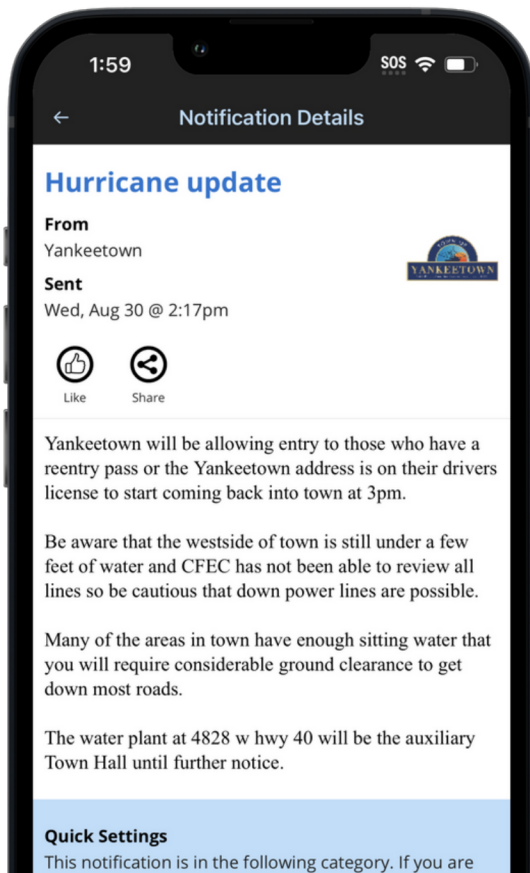 1:59
SOS
Notification Details
Hurricane update
From
Yankeetown
YANKEETOWN
Sent
Wed, Aug 30 @ 2:17pm
Like
Share
Yankeetown will be allowing entry to those who have a
reentry pass or the Yankeetown address is on their drivers
license to start coming back into town at 3pm.
Be aware that the westside of town is still under a few
feet of water and CFEC has not been able to review all
lines so be cautious that down power lines are possible.
Many of the areas in town have enough sitting water that
you will require considerable ground clearance to get
down most roads.
The water plant at 4828 w hwy 40 will be the auxiliary
Town Hall until further notice.
Quick Settings
This notification is in the following category. If you are